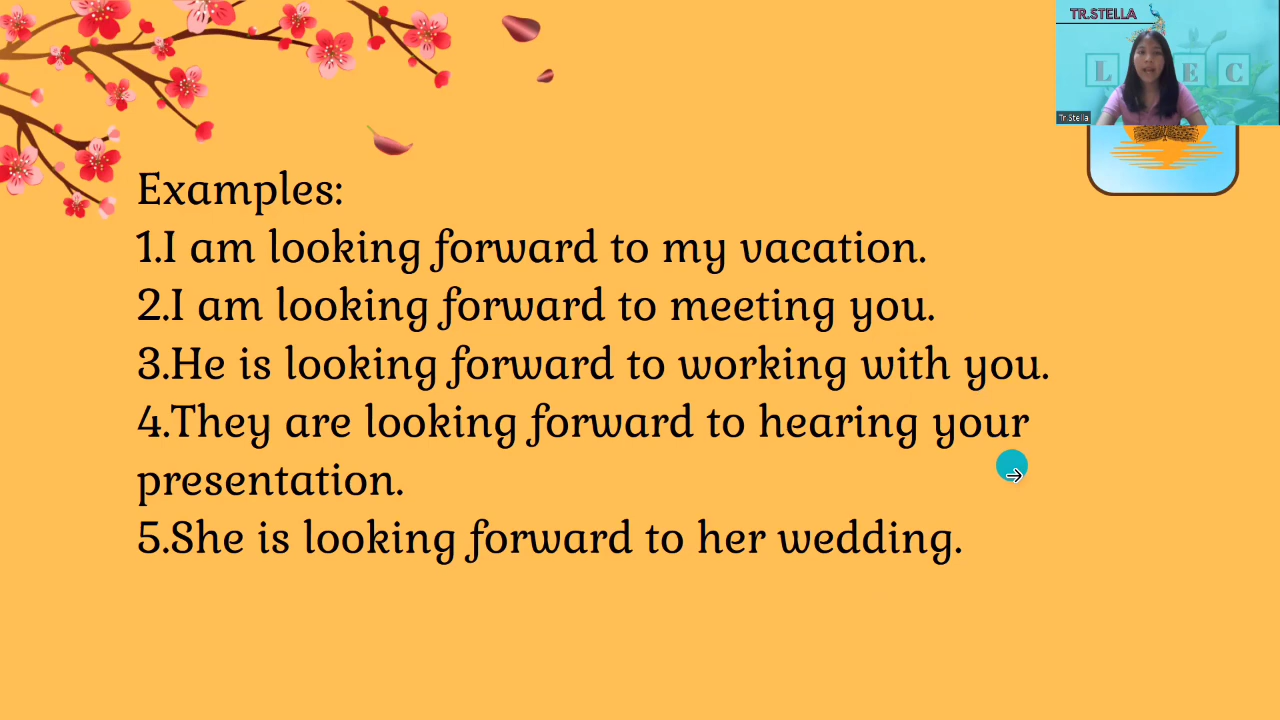 TR.STELLA
L E C
Tr.Stella
Examples:
1.I am looking forward to my vacation.
2.I am looking forward to meeting you.
3.He is looking forward to working with you.
4.They are looking forward to hearing your
presentation.
5.She is looking forward to her wedding.